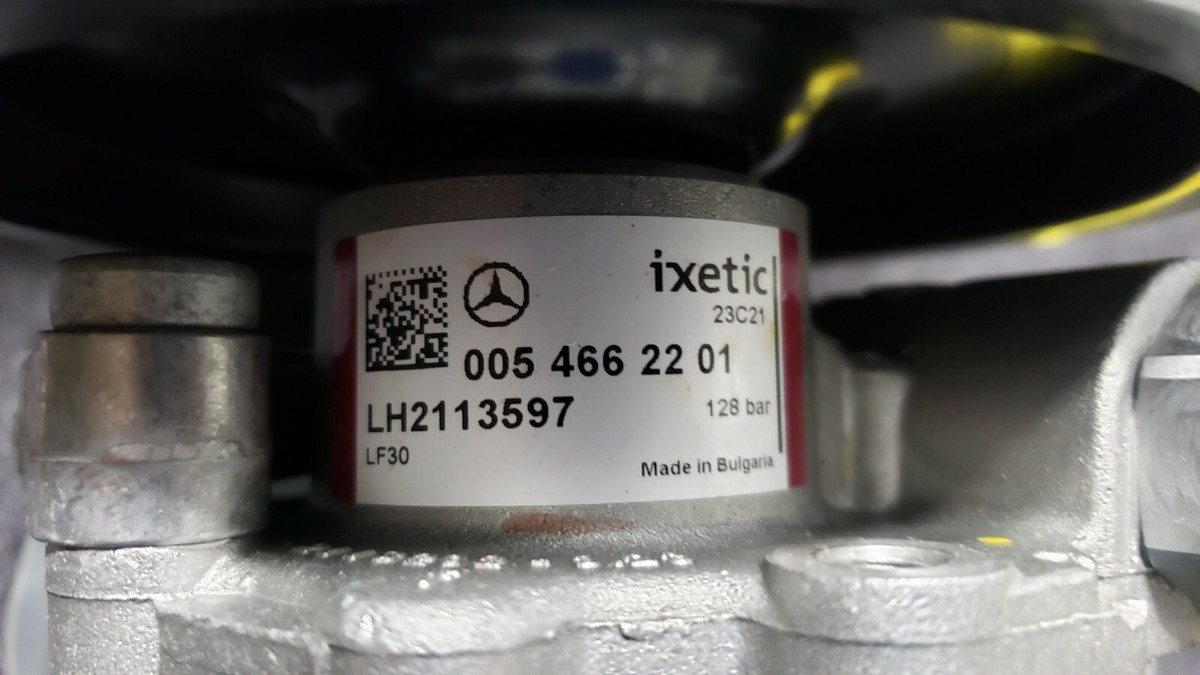 ixetic
23C21
005 466 22 01
LH2113597
128 bar
LF30
Made in Bulgaria